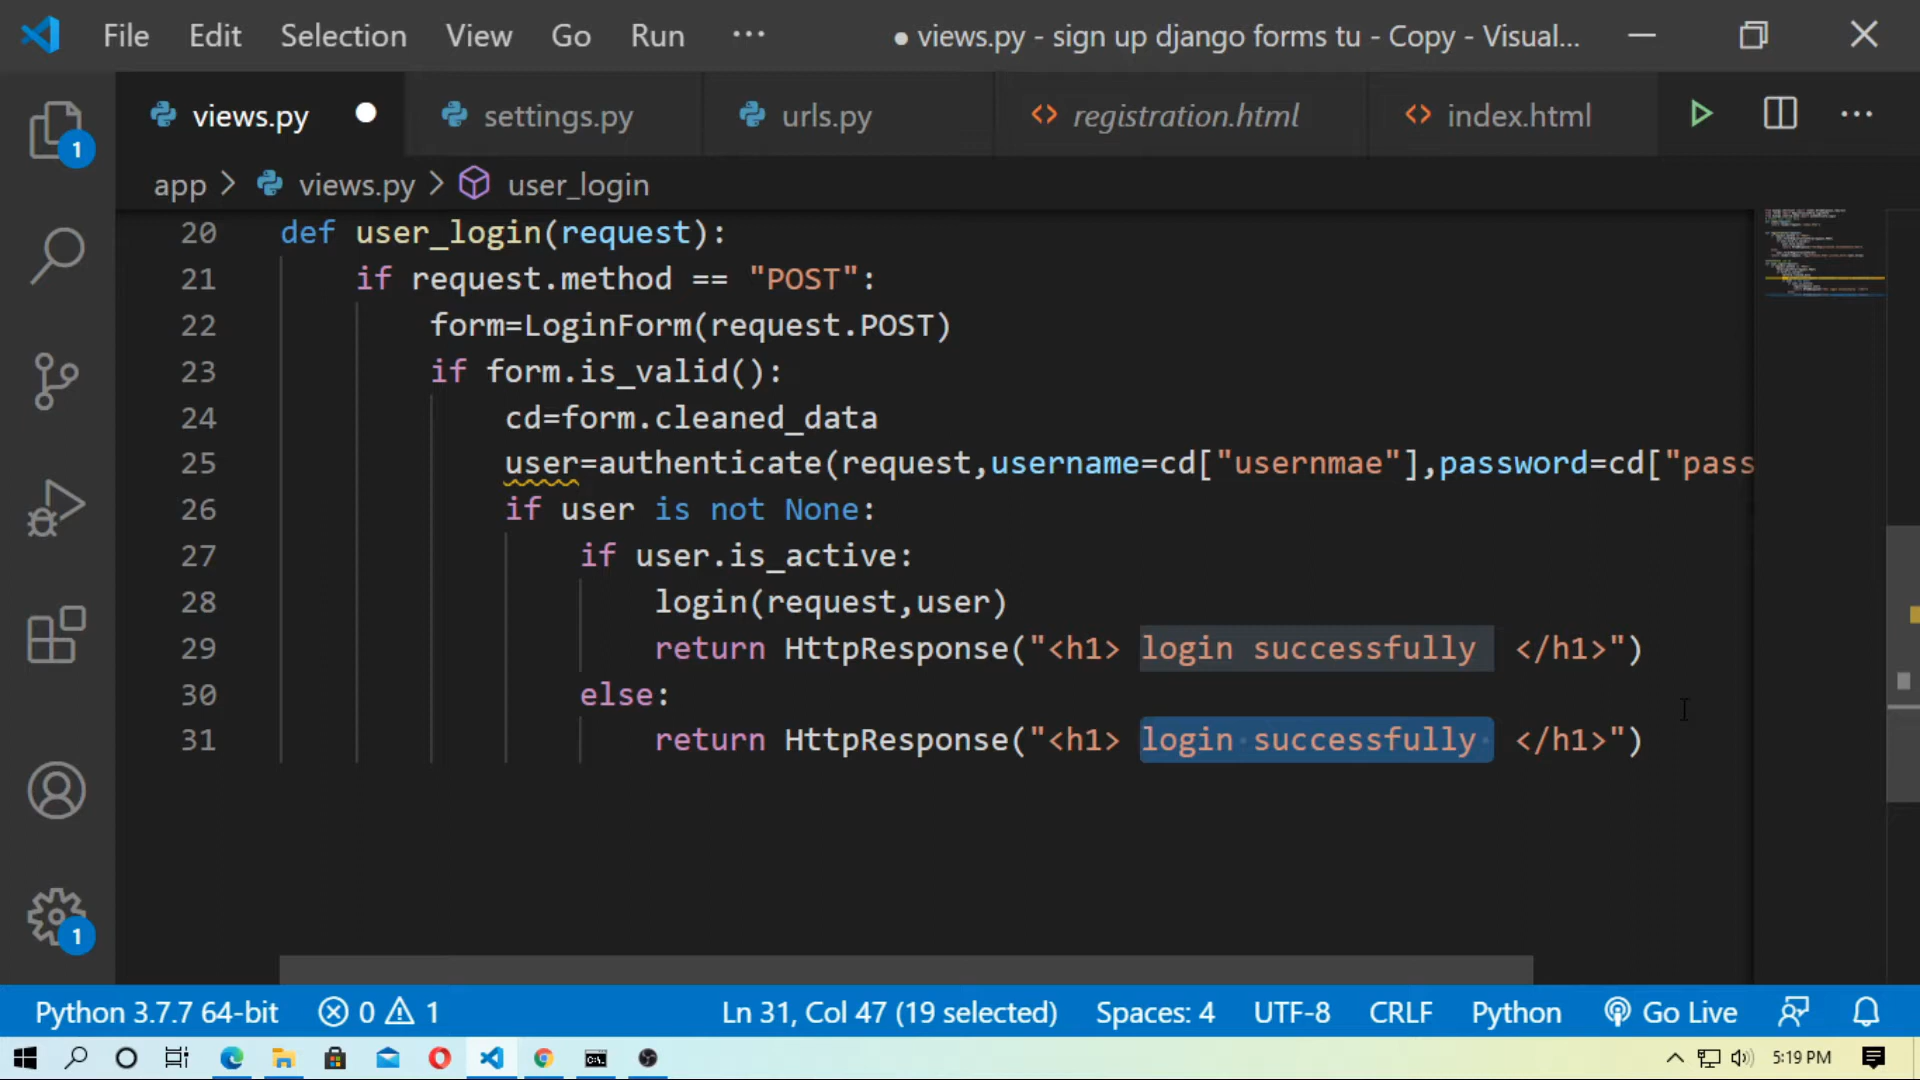 File Edit Selection View Go Run ··· ● views.py - sign up django forms tu - Copy - Visual...
views.py ● settings.py urls.py registration.html index.html
app > views.py > user_login
20 def user_login(request):
21 if request.method == "POST":
22 form=LoginForm(request.POST)
23 if form.is_valid():
24 cd=form.cleaned_data
25 user=authenticate(request,username=cd["usernmae"],password=cd["pass
26 if user is not None:
27 if user.is_active:
28 login(request,user)
29 return HttpResponse("<h1> login successfully  </h1>")
30 else:
31 return HttpResponse("<h1> login successfully  </h1>")
1
1
Python 3.7.7 64-bit 0 1 Ln 31, Col 47 (19 selected) Spaces: 4 UTF-8 CRLF Python Go Live
5:19 PM